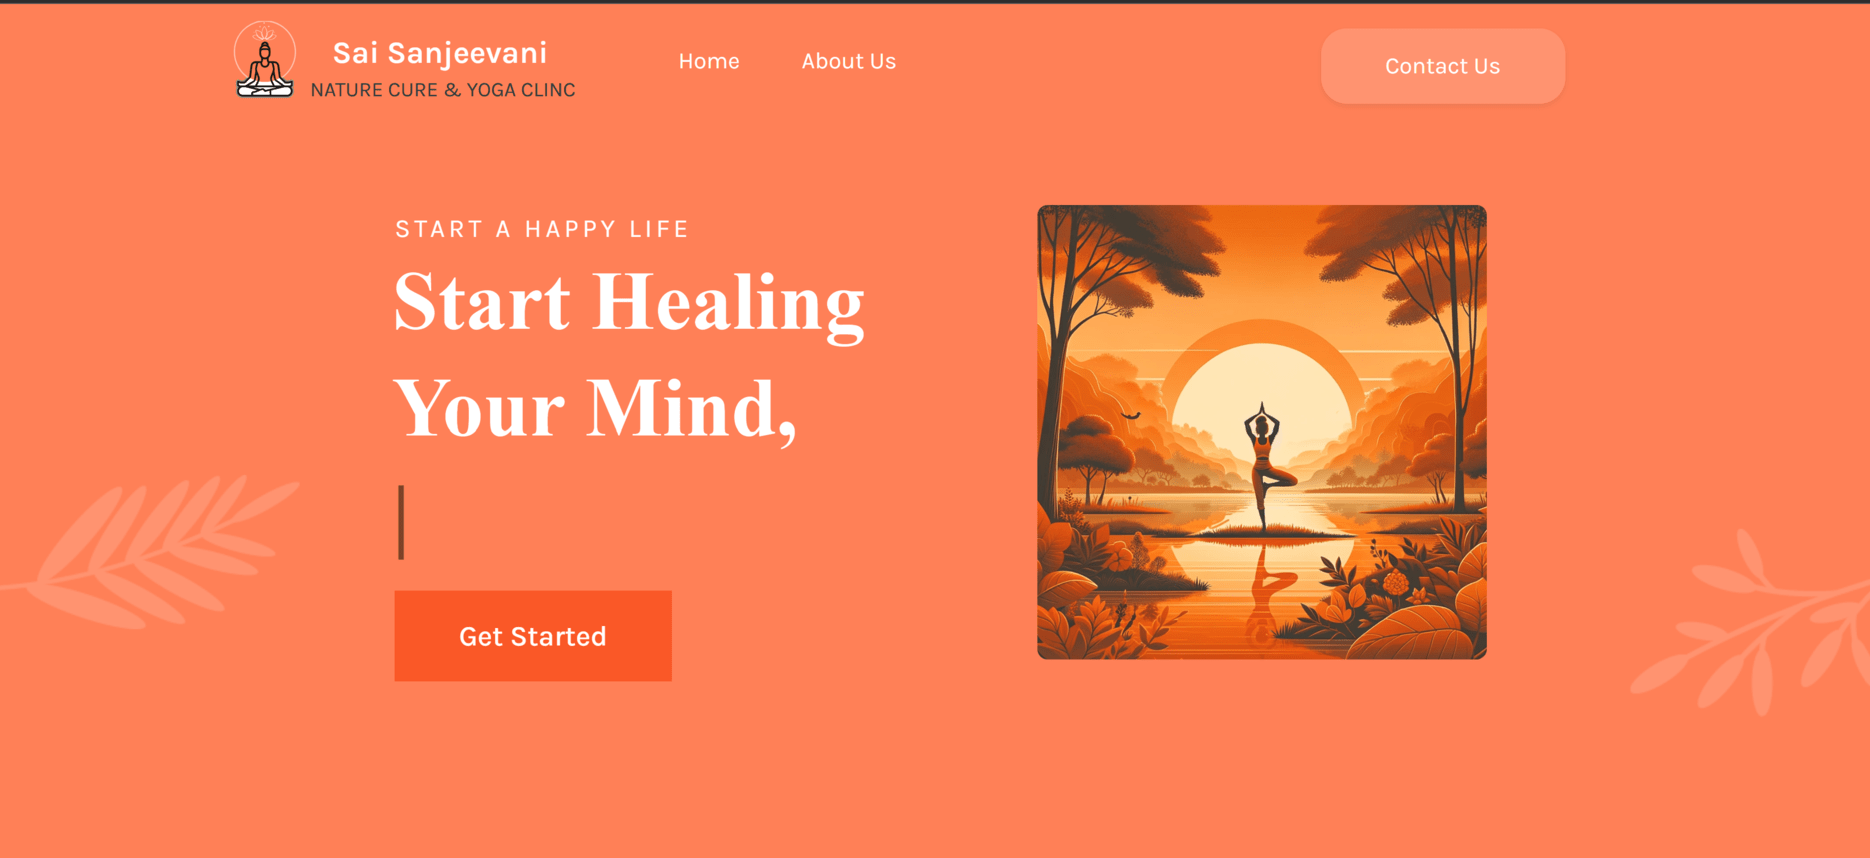 Sai Sanjeevani
NATURE CURE & YOGA CLINC
Home
About Us
Contact Us
START A HAPPY LIFE
Start Healing
Your Mind,
Get Started